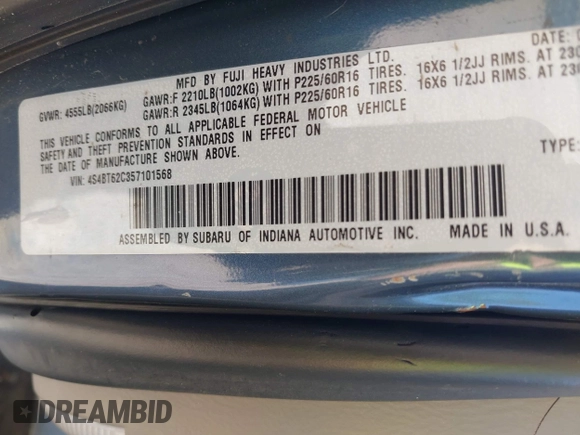 MFD BY FUJI HEAVY INDUSTRIES LTD. DATE:
GVWR: 4555LB(2066KG) GAWR:F 2210LB(1002KG) WITH P225/60R16 TIRES. 16X6 1/2JJ RIMS. AT
GAWR:R 2345LB(1064KG) WITH P225/60R16 TIRES. 16X6 1/2JJ RIMS. AT
THIS VEHICLE CONFORMS TO ALL APPLICABLE FEDERAL MOTOR VEHICLE
SAFETY AND BUMPER STANDARDS IN EFFECT ON
THE DATE OF MANUFACTURE SHOWN ABOVE. TYPE:
VIN: 4S4BT62C357101568
ASSEMBLED BY SUBARU OF INDIANA AUTOMOTIVE INC. MADE IN U.S.A.
DREAMBID